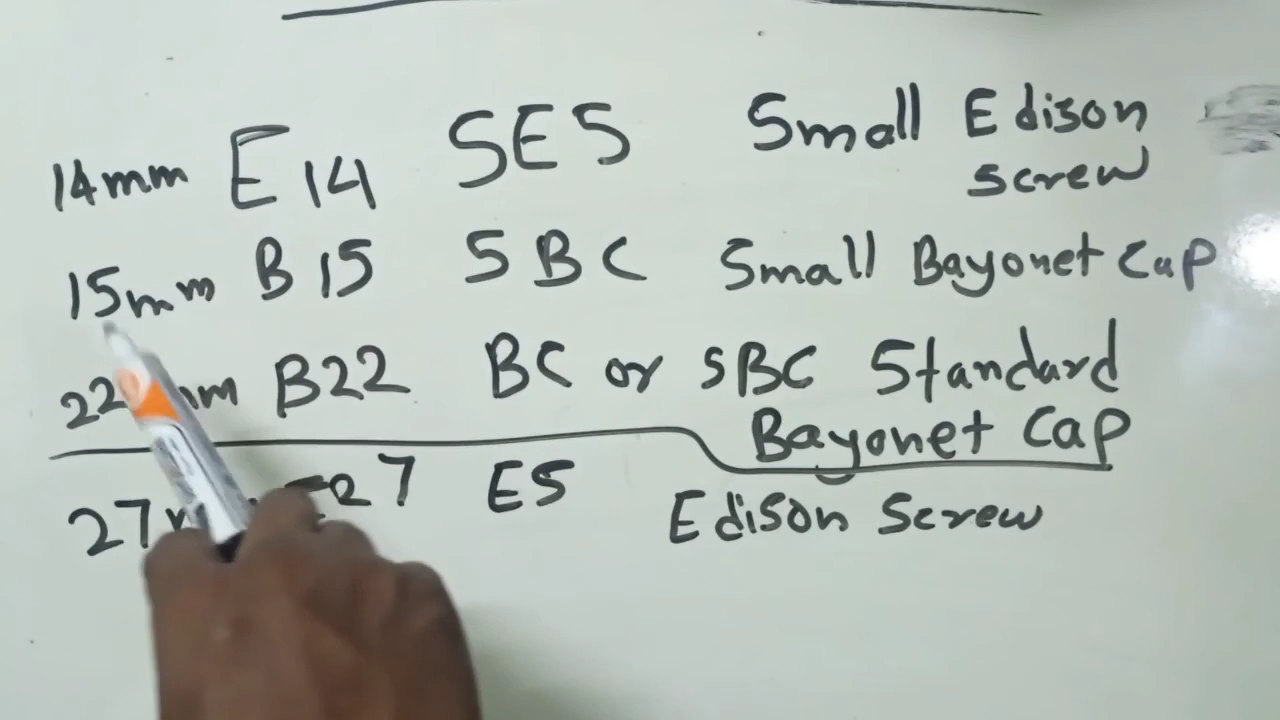 14mm E14 SES Small Edison
screw
15mm B15 SBC Small Bayonet Cap
B22 BC or SBC Standard
Bayonet Cap
ES Edison Screw